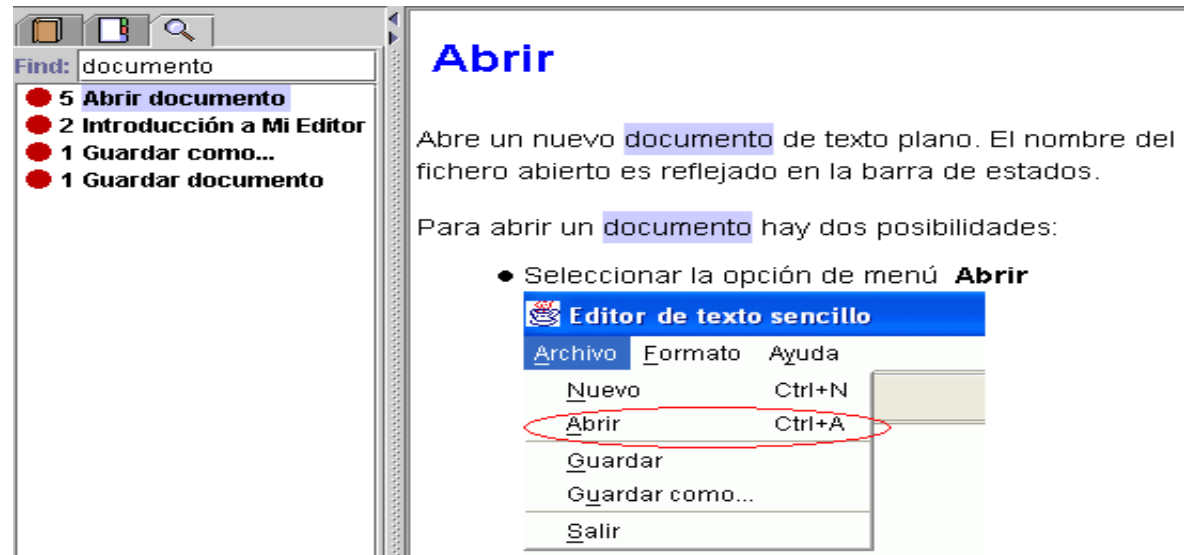 Find: documento
5 Abrir documento
2 Introducción a Mi Editor
1 Guardar como...
1 Guardar documento
Abrir
Abre un nuevo documento de texto plano. El nombre del
fichero abierto es reflejado en la barra de estados.
Para abrir un documento hay dos posibilidades:
Seleccionar la opción de menú Abrir
Editor de texto sencillo
Archivo Formato Ayuda
Nuevo Ctrl+N
Abrir Ctrl+A
Guardar
Guardar como...
Salir